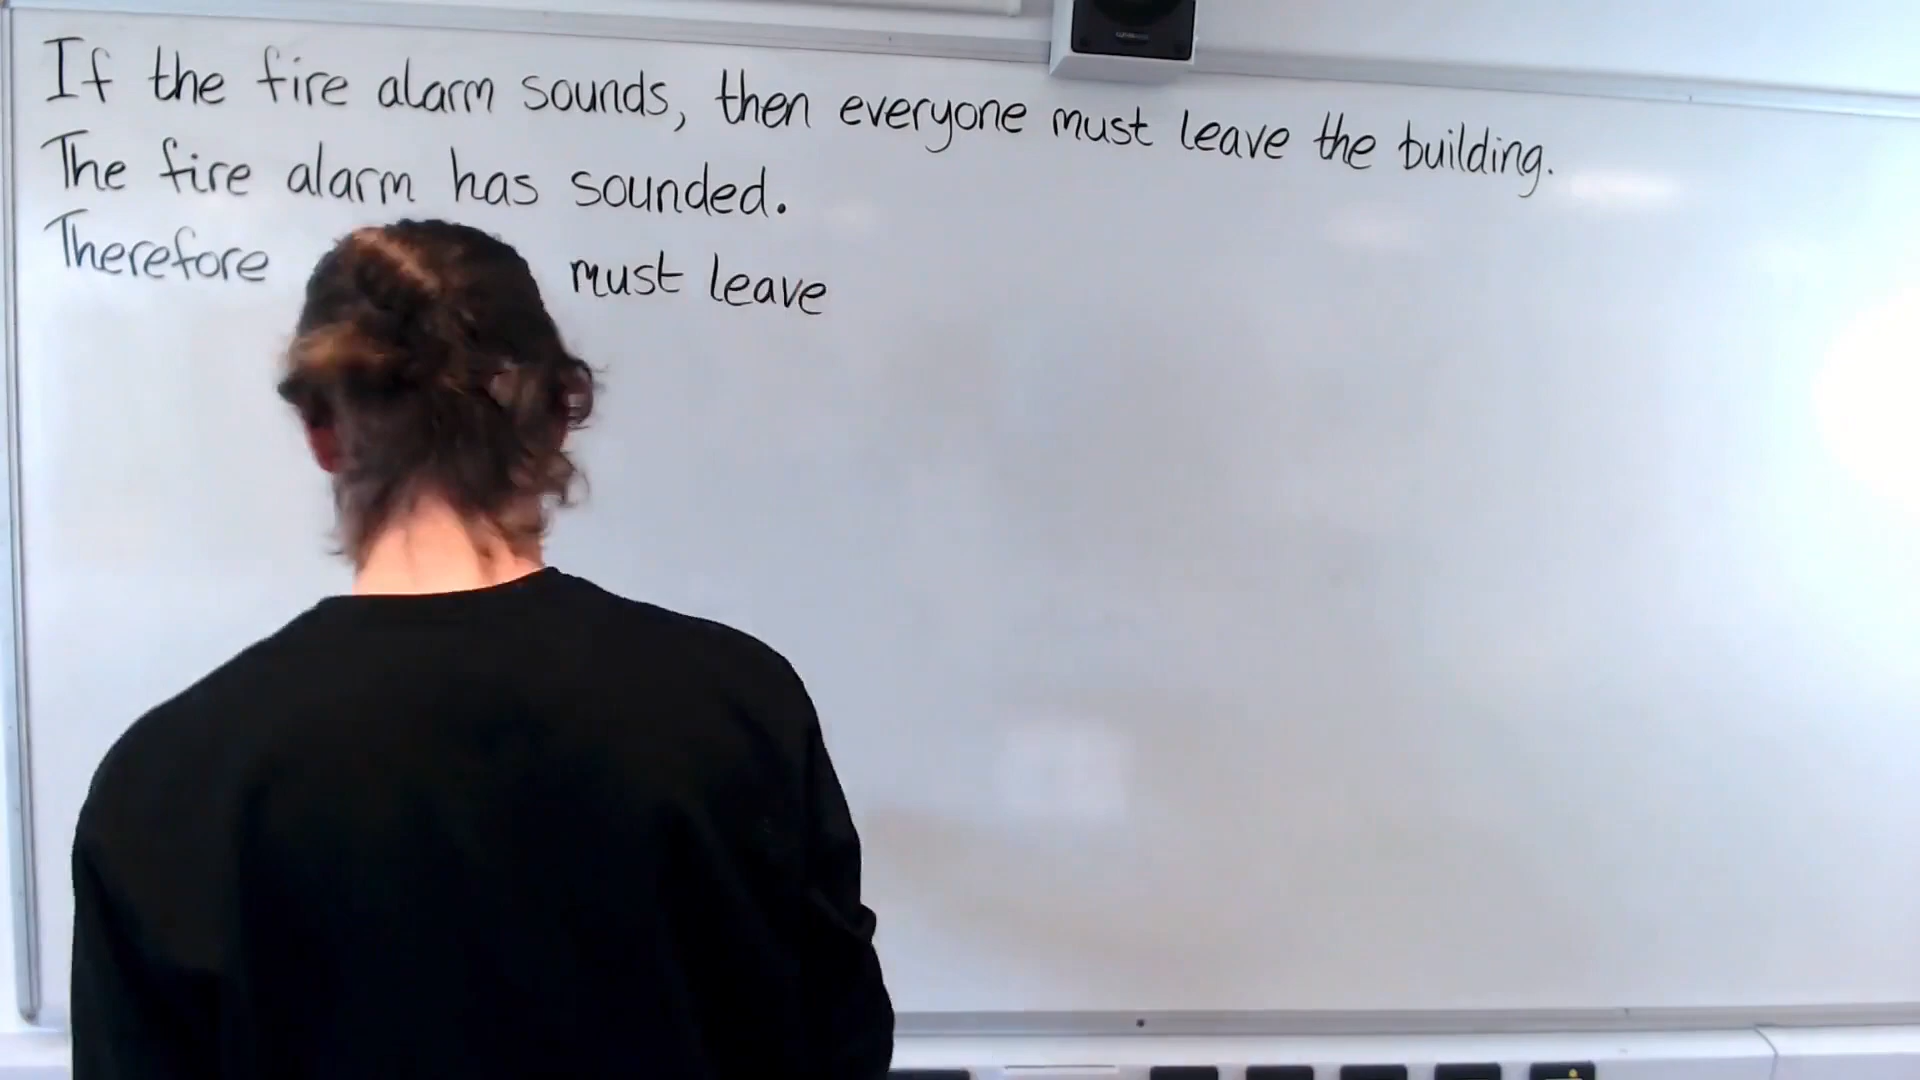 If the fire alarm sounds, then everyone must leave the building.
The fire alarm has sounded.
Therefore must leave